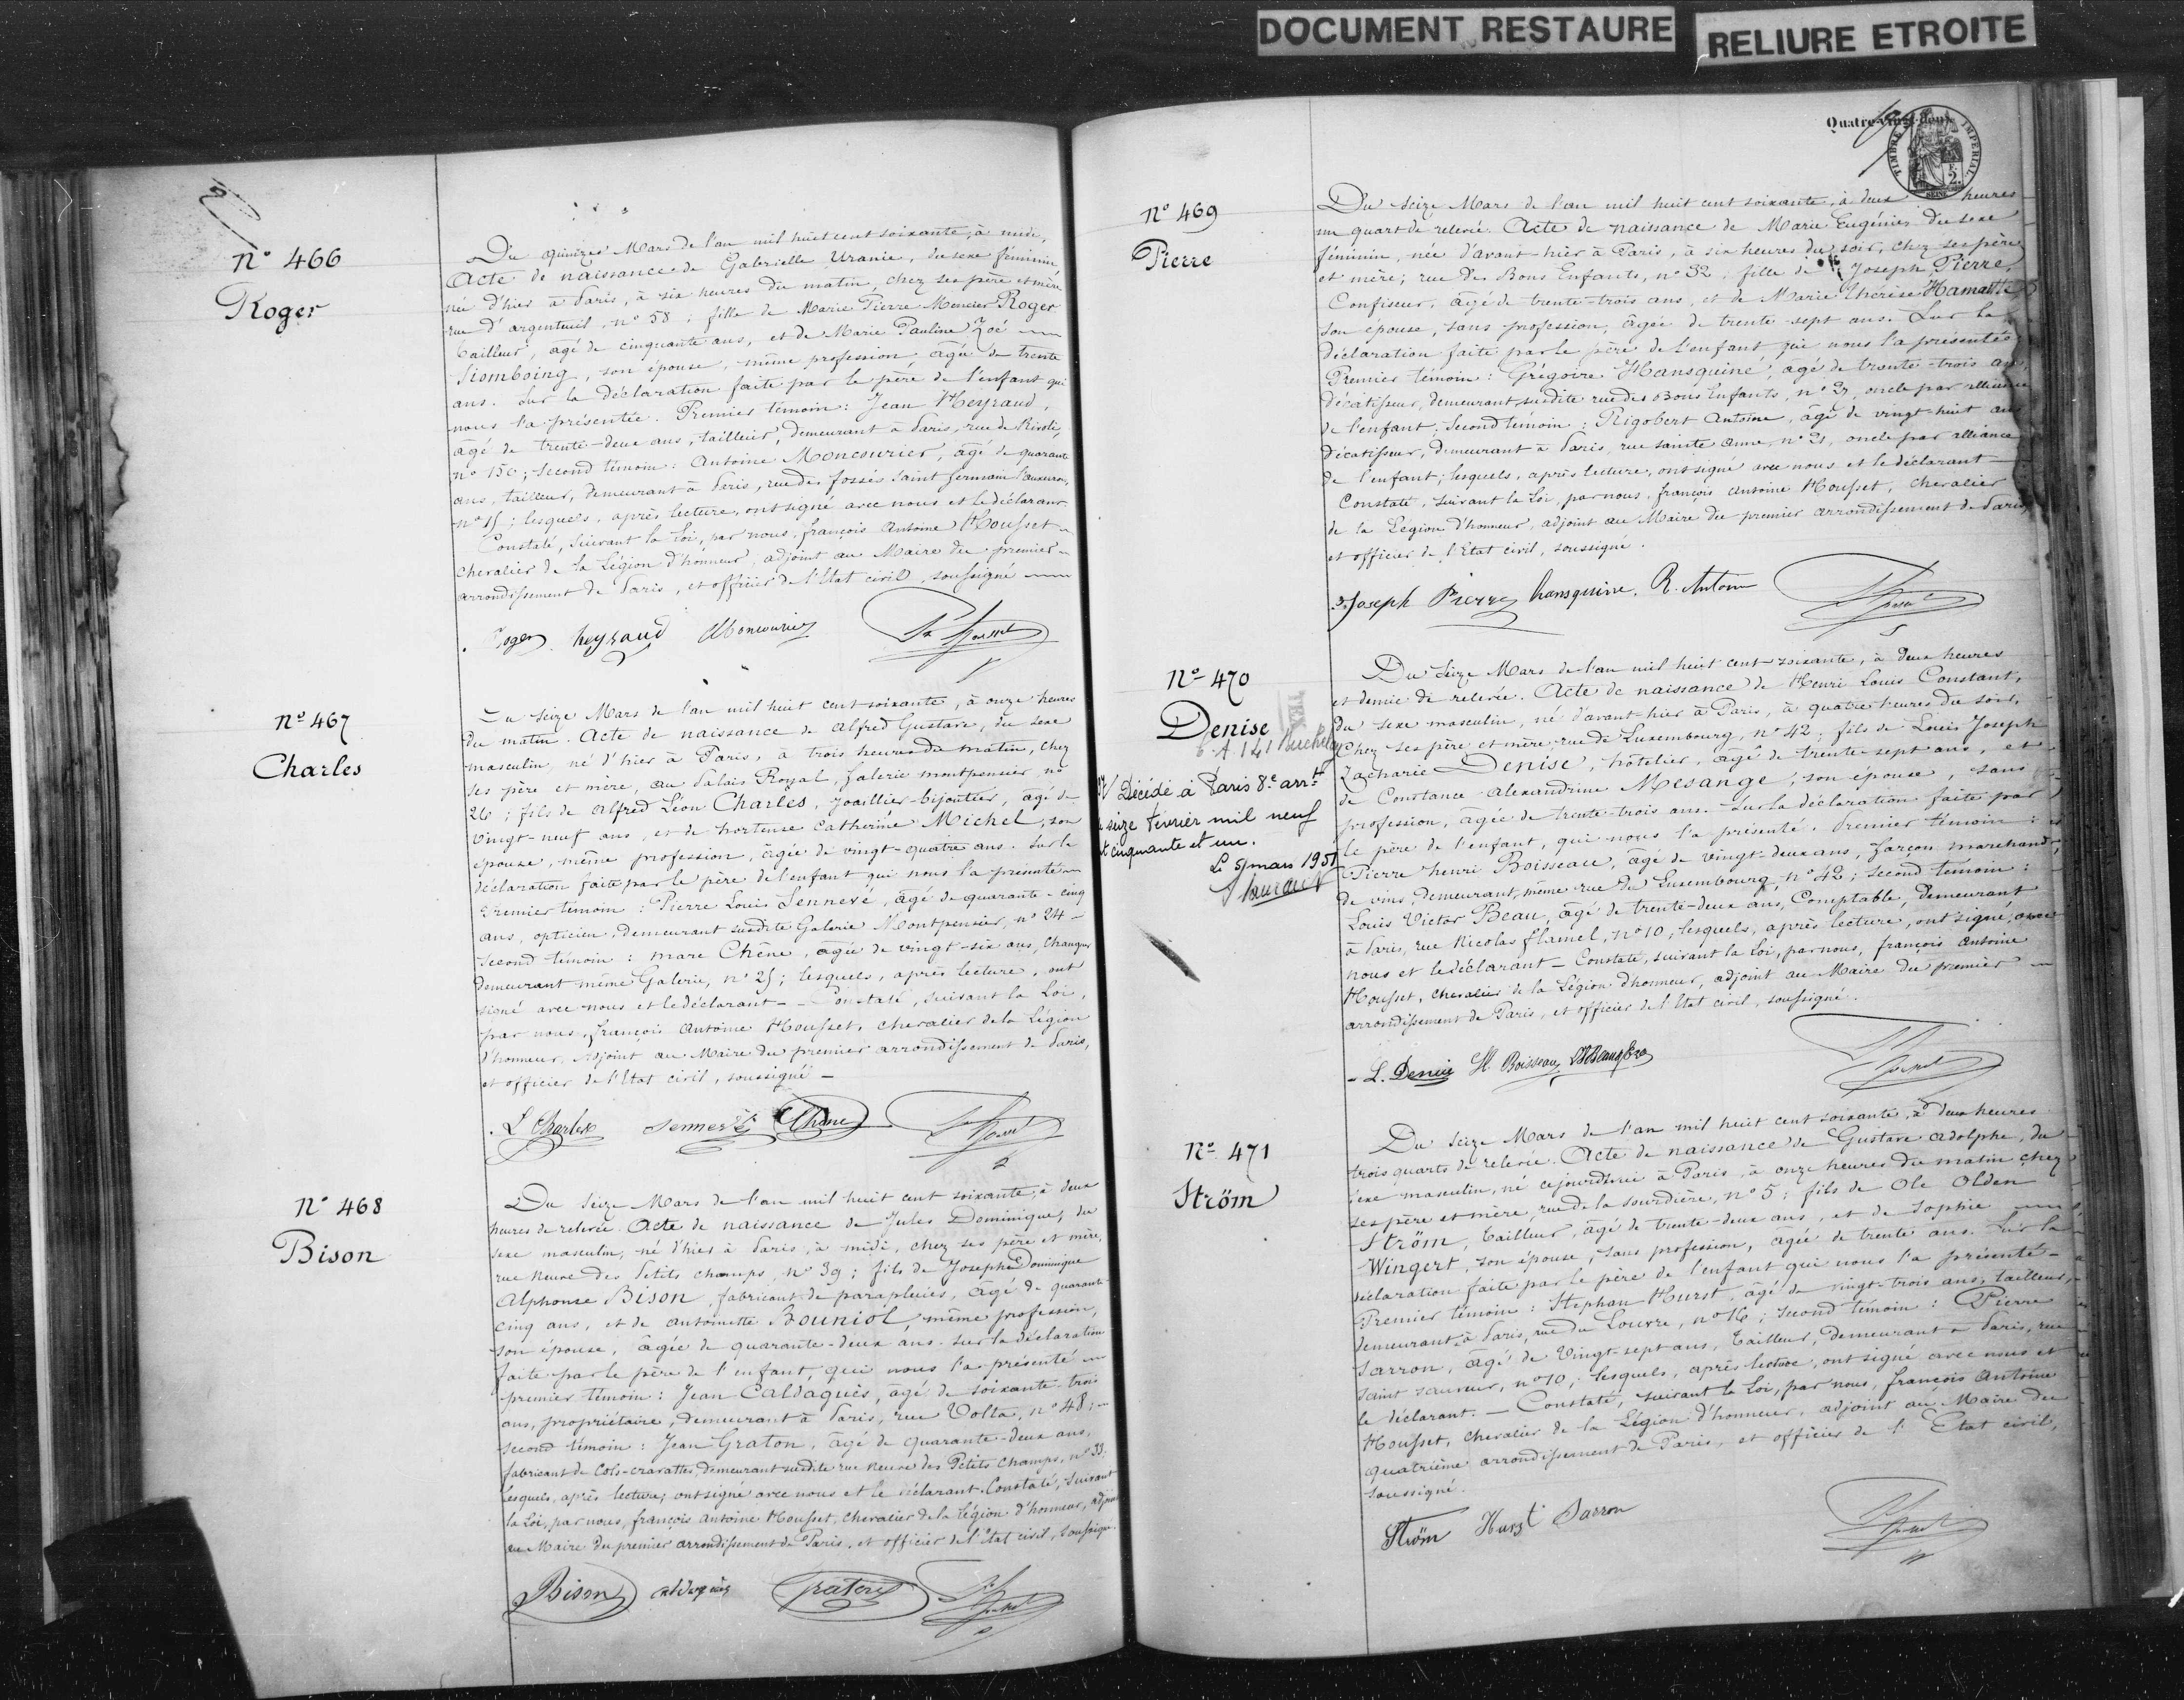 DOCUMENT RESTAURE
RELIURE ETROITE
N° 466
Roger
Du quinze Mars de l'an mil huit cent soixante, à midi,
Acte de naissance de Gabrielle Uranie, du sexe féminin
née d'hier à Paris, à six heures du matin, chez ses père et mère
rue d'argenteuil, n° 58; fille de Marie Pierre Mencier Roger
tailleur, âgé de cinquante ans, et de Marie Pauline Zoé
Siomboing, son épouse, même profession, âgée de trente
ans. Sur la déclaration faite par le père de l'enfant qui
nous l'a présentée. Premier témoin: Jean Heyraud,
âgé de trente-deux ans, tailleur, demeurant à Paris, rue de Rivoli,
n° 150; second témoin: Antoine Moncourier, âgé de quarante
ans, tailleur, demeurant à Paris, rue des fossés Saint Germain l'auxerrois,
n° 15; lesquels, après lecture, ont signé avec nous et le déclarant
Constaté, suivant la loi, par nous, françois Antoine Housset
chevalier de la Légion d'honneur, adjoint au Maire du premier
arrondissement de Paris, et officier de l'Etat civil, soussigné
Roger heyraud Moncourier
N° 467
Charles
Du seize Mars de l'an mil huit cent soixante, à onze heures
du matin. Acte de naissance de Alfred Gustave, du sexe
masculin, né d'hier à Paris, à trois heures du matin, chez
ses père et mère, au Palais Royal, Galerie montpensier, n°
26; fils de Alfred Léon Charles, joaillier-bijoutier, âgé de
vingt-neuf ans, et de hortense Catherine Michel, son
épouse, même profession, âgée de vingt-quatre ans. Sur la
déclaration faite par le père de l'enfant qui nous l'a présenté
Premier témoin: Pierre Louis Sennevé, âgé de quarante-cinq
ans, opticien, demeurant susdite Galerie Montpensier, n° 24
Second témoin: marc Chêne, âgé de vingt-six ans, Changeur
demeurant même Galerie, n° 25; lesquels, après lecture, ont
signé avec nous et le déclarant - Constaté, suivant la Loi,
par nous, françois Antoine Housset, chevalier de la Légion
d'honneur, Adjoint au Maire du premier arrondissement de Paris,
et officier de l'Etat civil, soussigné -
L Charles Sennevé Chêne
N° 468
Bison
Du seize Mars de l'an mil huit cent soixante, à deux
heures de relevée. Acte de naissance de Jules Dominique, du
sexe masculin, né d'hier à Paris, à midi, chez ses père et mère,
rue Neuve des Petits champs, n° 39; fils de Joseph Dominique
Alphonse Bison, fabricant de parapluies, âgé de quarante
cinq ans, et de Antoinette Bouniol, même profession,
son épouse, âgée de quarante-deux ans. sur la déclaration
faite par le père de l'enfant, qui nous l'a présenté
premier témoin: Jean Caldaguès, âgé de soixante-trois
ans, propriétaire, demeurant à Paris, rue Volta, n° 48;
second témoin: Jean Graton, âgé de quarante-deux ans,
fabricant de Cols-cravattes, demeurant susdite rue Neuve des Petits Champs, n° 33.
lesquels, après lecture, ont signé avec nous et le déclarant. Constaté, suivant
la Loi, par nous, françois Antoine Housset, chevalier de la Légion d'honneur, adjoint
au Maire du premier arrondissement de Paris, et officier de l'état civil, soussigné.
Bison caldaguès Graton
Quatre-vingt-deux
TIMBRE IMPERIAL
F. 2.
SEINE
N° 469
Pierre
Du seize Mars de l'an mil huit cent soixante, à deux heures
un quart de relevée. Acte de naissance de Marie Eugénie, du sexe
féminin, née d'avant-hier à Paris, à six heures du soir, chez ses père
et mère, rue Des Bons Enfants, n° 32, fille de Joseph Pierre,
Confiseur, âgé de trente-trois ans, et de Marie Thérèse Hamatte
son épouse, sans profession, âgée de trente-sept ans. Sur la
déclaration faite par le père de l'enfant qui nous l'a présentée
Premier témoin: Grégoire Hansquine, âgé de trente-trois ans,
Décatisseur, demeurant susdite rue des Bons Enfants, n° 27, oncle par alliance
de l'enfant; Second témoin: Rigobert Antoine, âgé de vingt-huit ans
Décatisseur, demeurant à Paris, rue sainte anne, n° 21, oncle par alliance
de l'enfant; lesquels, après lecture, ont signé avec nous et le déclarant
Constaté, suivant la Loi, par nous, françois Antoine Housset, chevalier
de la Légion d'honneur, adjoint au Maire du premier arrondissement de Paris,
et officier de l'Etat civil, soussigné.
Joseph Pierre hansquine. R. Antoine
N° 470
Denise
Décédé à Paris 8e arrt
le seize février mil neuf
cent cinquante et un.
Le 5 mars 1951
Du seize Mars de l'an mil huit cent soixante, à deux heures
et demie de relevée. Acte de naissance de Henri Louis Constant,
du sexe masculin, né d'avant-hier à Paris, à quatre heures du soir,
Chez ses père et mère, rue de Luxembourg, n° 42; fils de Louis Joseph
Zacharie Denise, hôtelier, âgé de trente-sept ans, et
de Constance Alexandrine Mesange, son épouse, sans
profession, âgée de trente-trois ans. Sur la déclaration faite par
le père de l'enfant, qui nous l'a présenté. Premier témoin:
Pierre henri Boisseau, âgé de vingt-deux ans, garçon marchand
de vins, demeurant même rue de Luxembourg, n° 42; second témoin:
Louis Victor Beau, âgé de trente-deux ans, Comptable, demeurant
à Paris, rue Nicolas flamel, n° 10, lesquels, après lecture, ont signé, avec
nous et le déclarant - Constaté, suivant la Loi, par nous, françois Antoine
Housset, chevalier de la Légion d'honneur, adjoint au Maire du premier
arrondissement de Paris, et officier de l'Etat civil, soussigné.
L. Denise H. Boisseau
N° 471
Ström
Du seize Mars de l'an mil huit cent soixante, à deux heures
trois quarts de relevée. Acte de naissance de Gustave Adolphe, du
sexe masculin, né cejourd'hui à Paris, à onze heures du matin chez
ses père et mère, rue de la sourdière, n° 5; fils de Ole Olden
Ström, tailleur, âgé de trente-deux ans, et de Sophie
Wingert, son épouse, sans profession, âgée de trente ans. Sur la
déclaration faite par le père de l'enfant qui nous l'a présenté -
Premier témoin: Stephan Hurst, âgé de vingt-trois ans, tailleur,
demeurant à Paris, rue du Louvre, n° 16; second témoin: Pierre
Sarron, âgé de vingt-sept ans, tailleur, demeurant à Paris, rue
saint sauveur, n° 10; lesquels, après lecture, ont signé avec nous et
le déclarant. - Constaté, suivant la Loi, par nous, françois Antoine
Housset, chevalier de la Légion d'honneur, adjoint au Maire du
quatrième arrondissement de Paris, et officier de l'Etat civil,
soussigné.
Ström Hurst Sarron